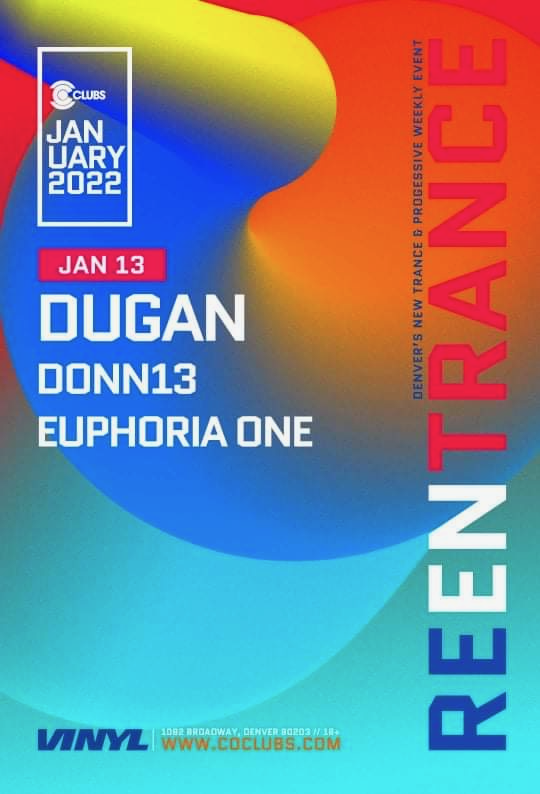 CLUBS
JAN
UARY
2022
JAN 13
DUGAN
DONN13
EUPHORIA ONE
DENVER'S NEW TRANCE & PROGESSIVE WEEKLY EVENT
REENTRANCE
VINYL
1082 BROADWAY, DENVER 80203 // 18+
WWW.COCLUBS.COM